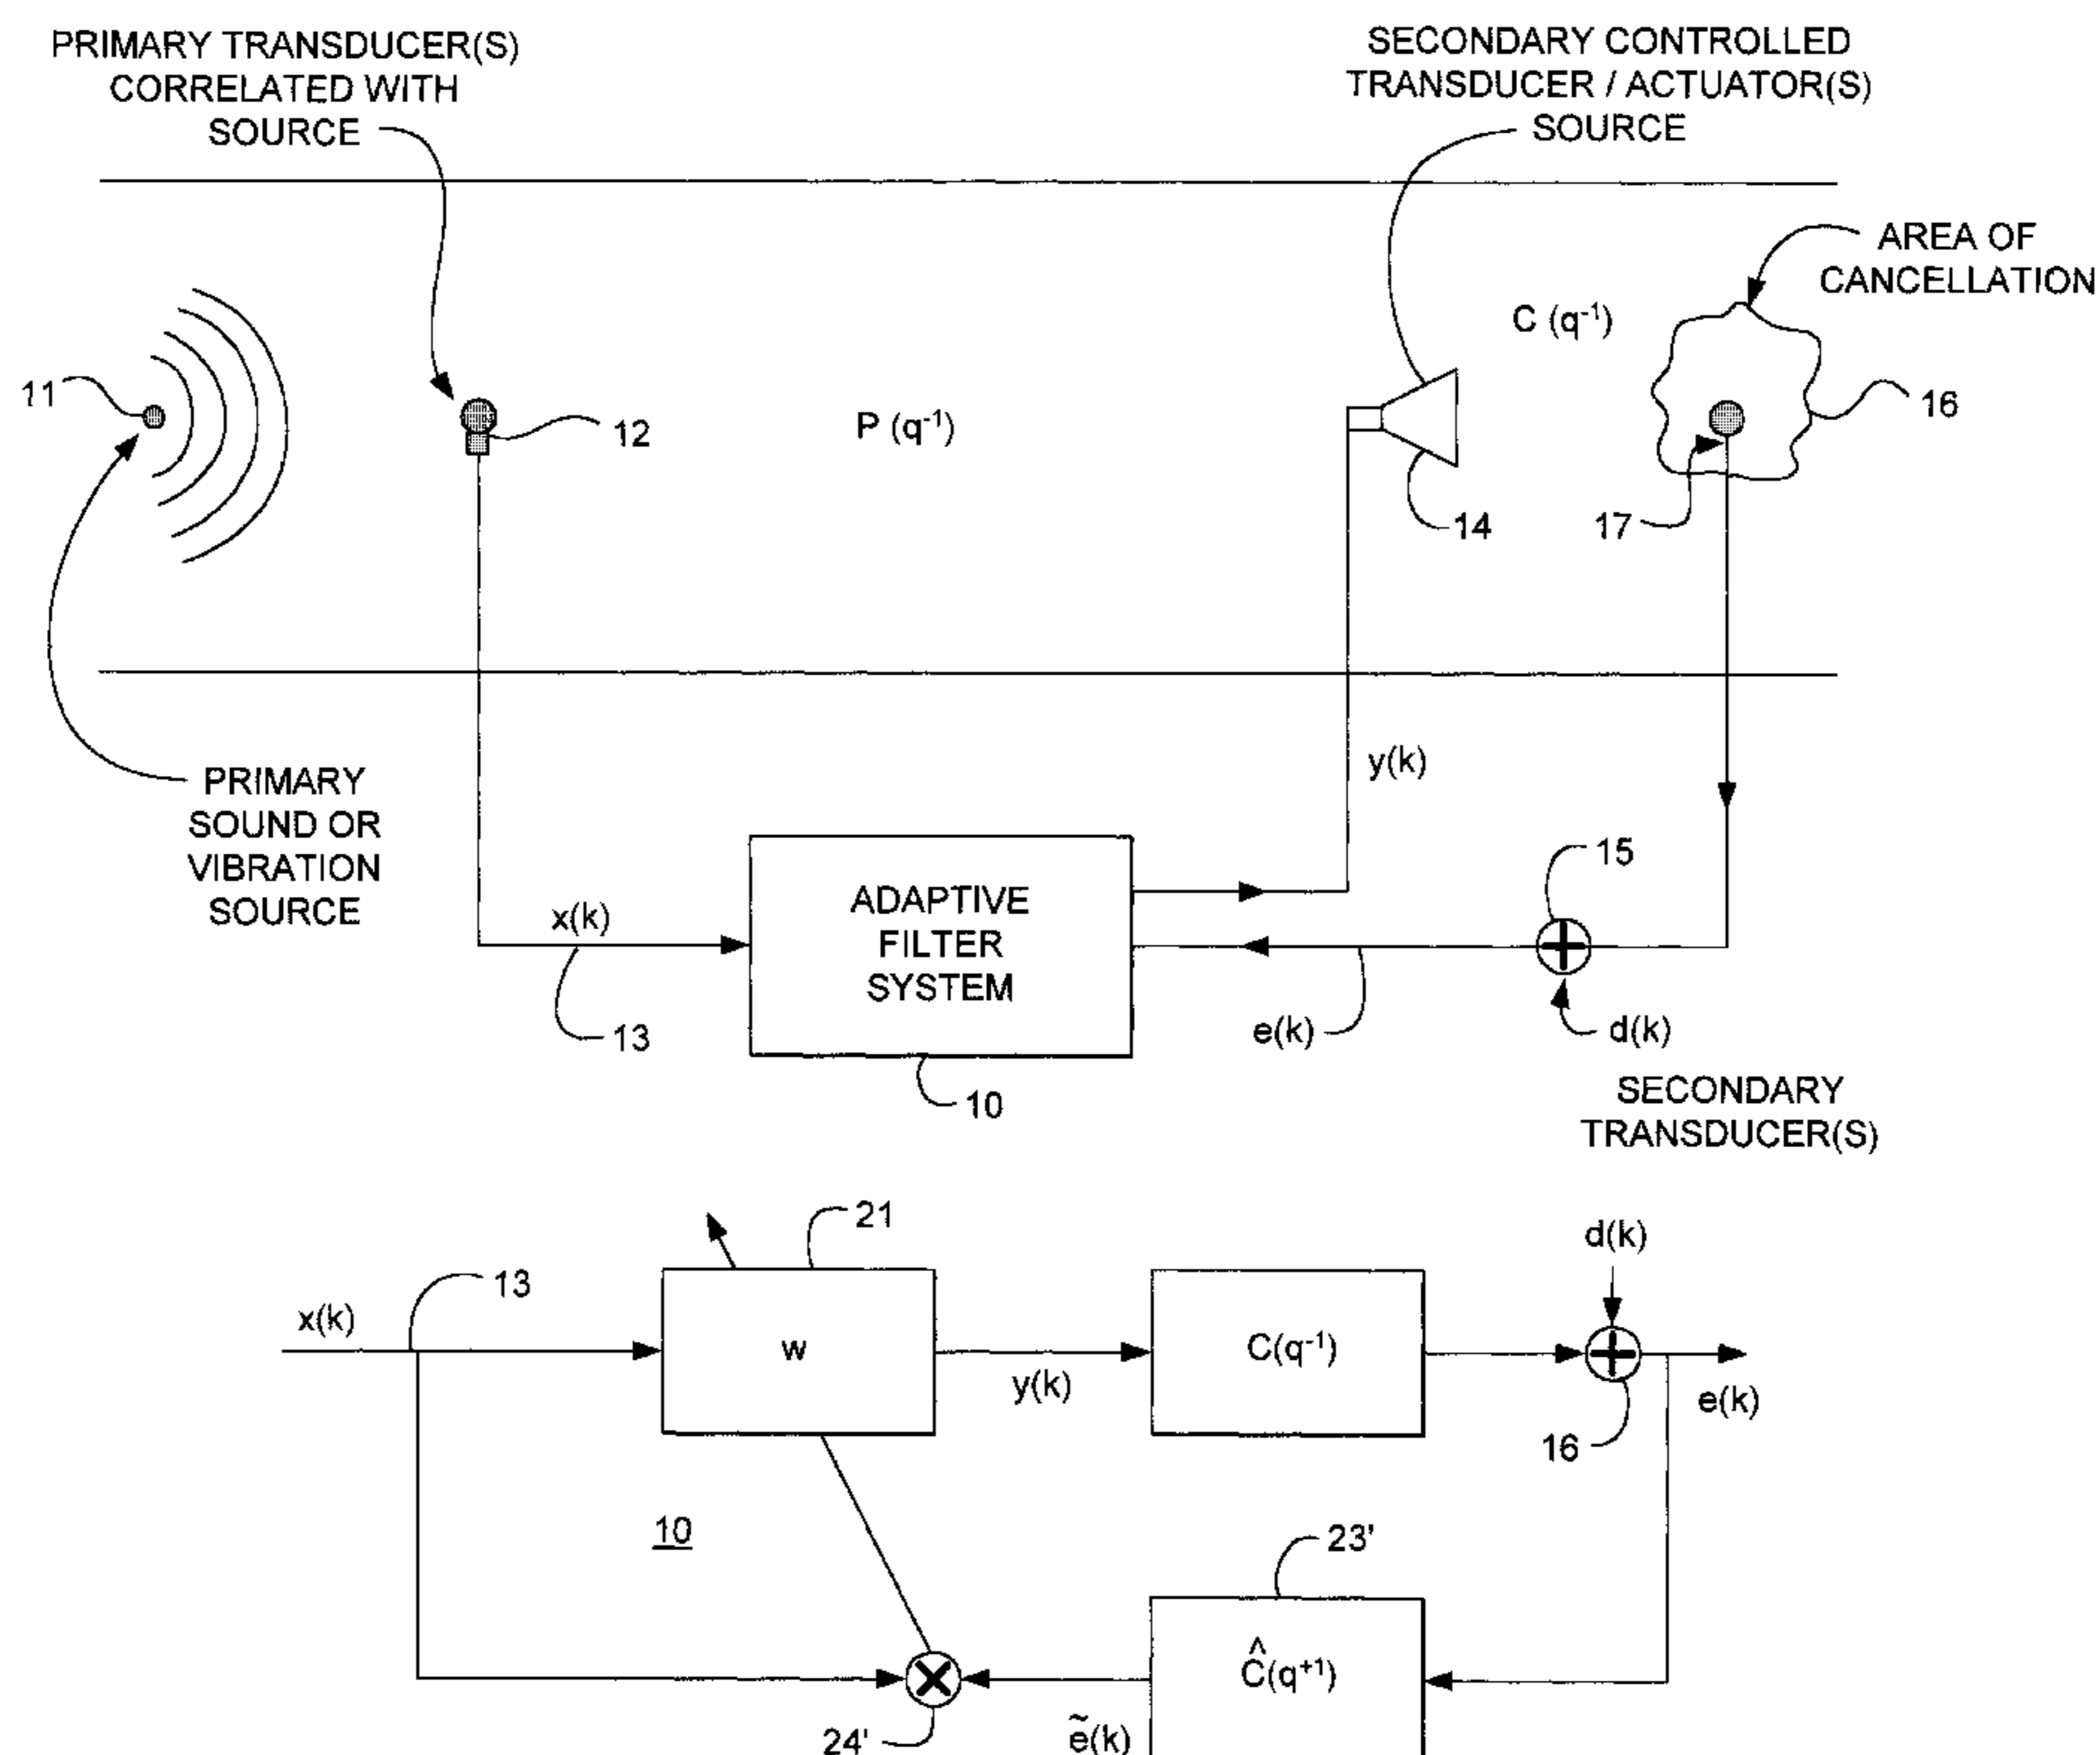 PRIMARY TRANSDUCER(S)
CORRELATED WITH
SOURCE
SECONDARY CONTROLLED
TRANSDUCER / ACTUATOR(S)
SOURCE
AREA OF
CANCELLATION
C (q⁻¹)
11
12
P (q⁻¹)
16
14
17
PRIMARY
SOUND OR
VIBRATION
SOURCE
y(k)
15
x(k)
ADAPTIVE
FILTER
SYSTEM
13
e(k)
d(k)
10
SECONDARY
TRANSDUCER(S)
21
d(k)
13
x(k)
w
y(k)
C(q⁻¹)
e(k)
16
10
23'
Ĉ(q⁺¹)
24'
ẽ(k)